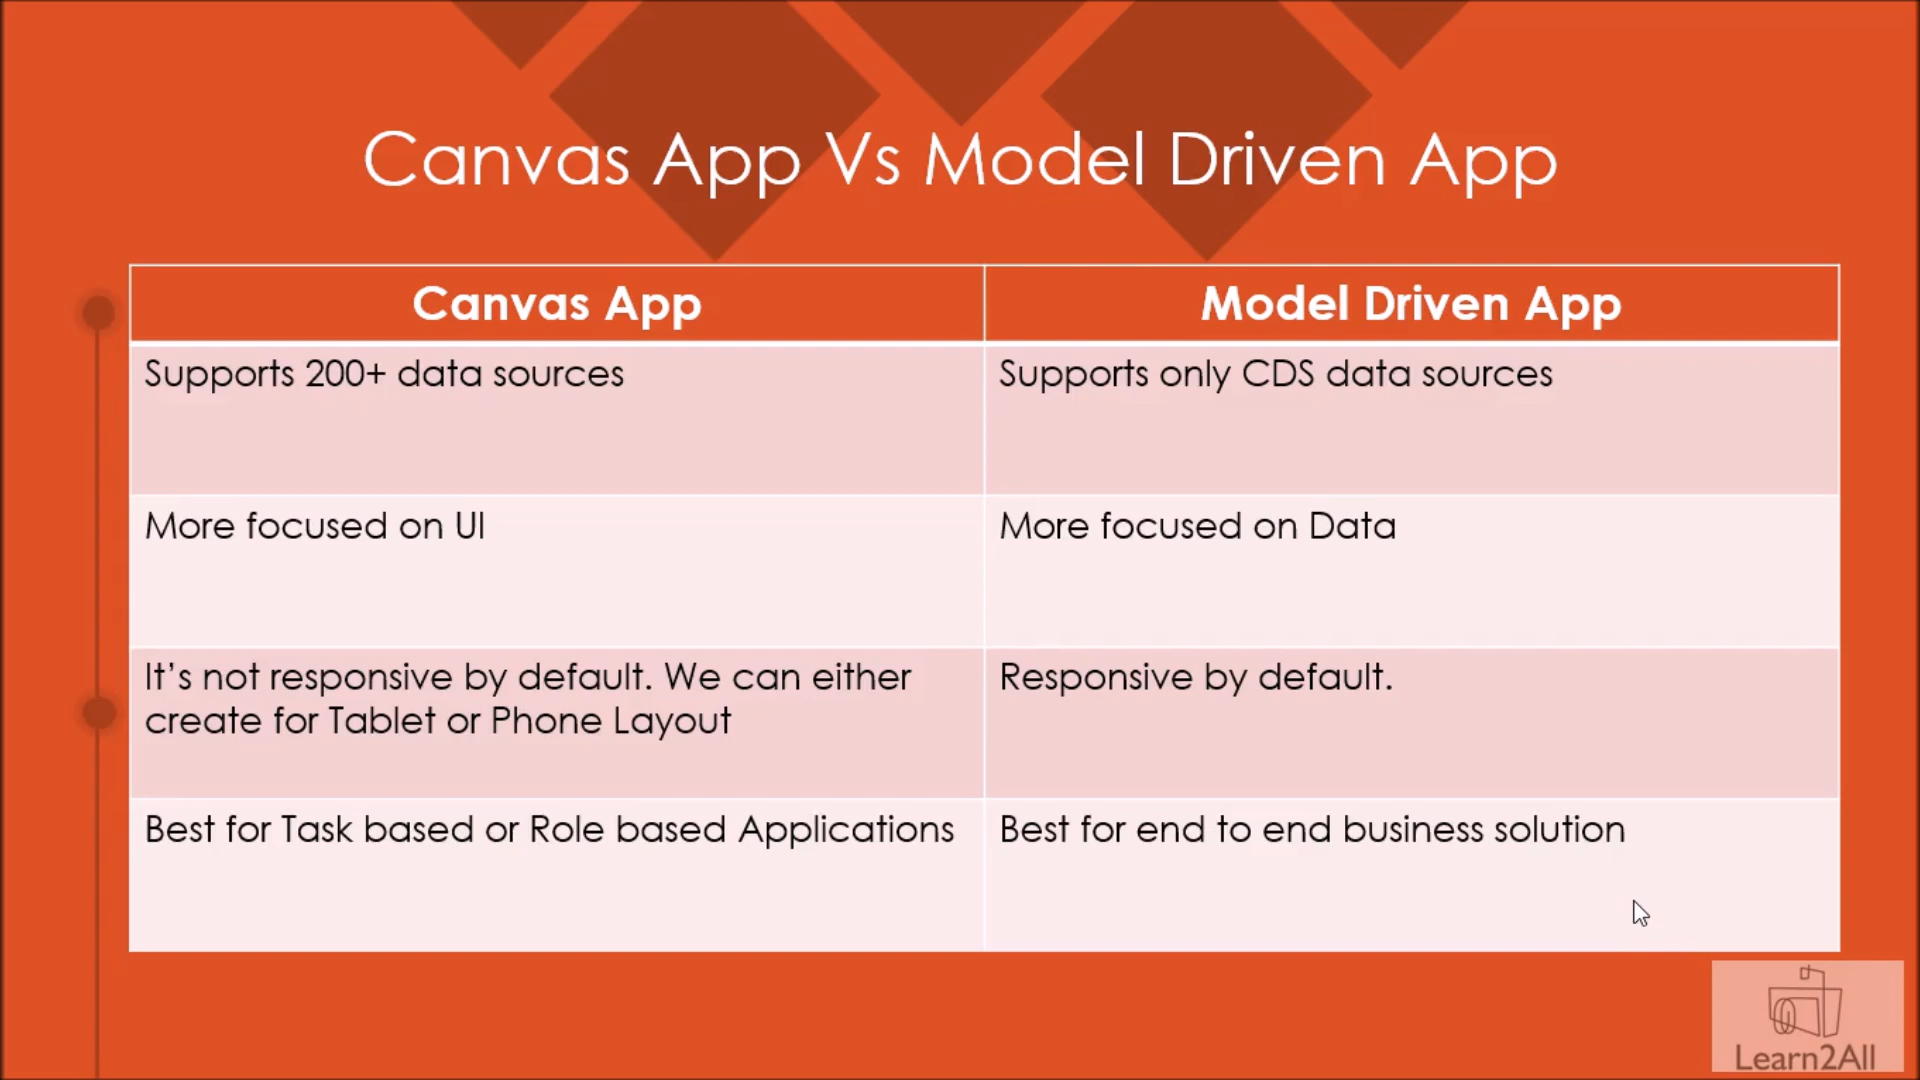 Canvas App Vs Model Driven App
Canvas App
Model Driven App
Supports 200+ data sources
Supports only CDS data sources
More focused on UI
More focused on Data
It's not responsive by default. We can either
create for Tablet or Phone Layout
Responsive by default.
Best for Task based or Role based Applications
Best for end to end business solution
Learn2All